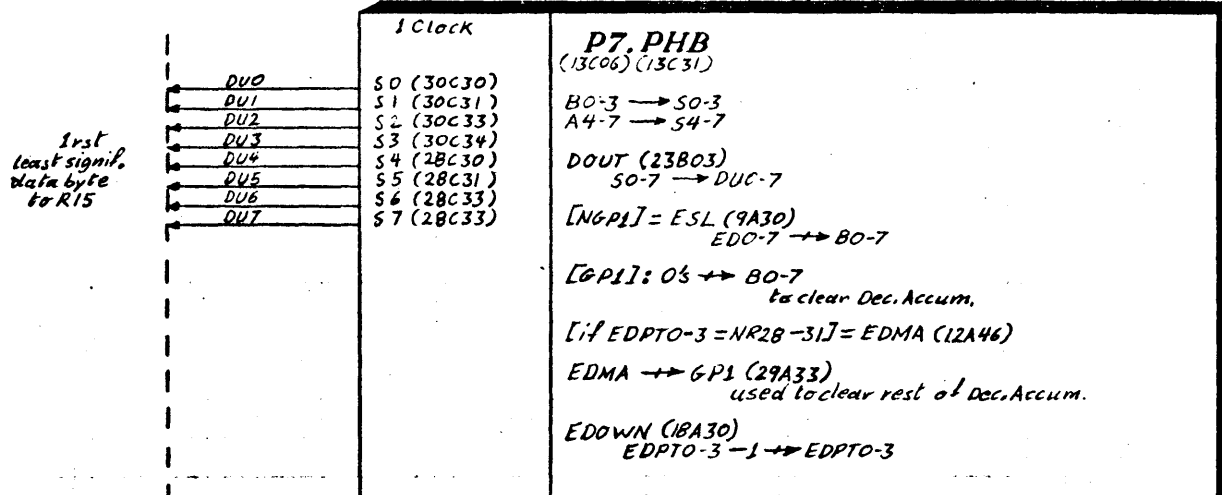 1 Clock
P7. PHB
(13C06) (13C31)
DU0 S0 (30C30)
DU1 S1 (30C31)
DU2 S2 (30C33)
DU3 S3 (30C34)
DU4 S4 (28C30)
DU5 S5 (28C31)
DU6 S6 (28C33)
DU7 S7 (28C33)
1rst
least signif.
data byte
to R15
B0-3 → S0-3
A4-7 → S4-7
DOUT (23B03)
S0-7 → DUC-7
[NGP1] = ESL (9A30)
ED0-7 ⇸ B0-7
[GP1]: 0's ⇸ B0-7
to clear Dec. Accum.
[if EDPT0-3 = NR28-31] = EDMA (12A46)
EDMA ⇸ GP1 (29A33)
used to clear rest of Dec. Accum.
EDOWN (18A30)
EDPT0-3 -1 ⇸ EDPT0-3